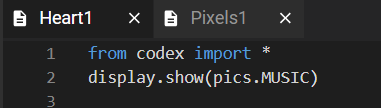 Heart1 × Pixels1 ×
1 from codex import *
2 display.show(pics.MUSIC)